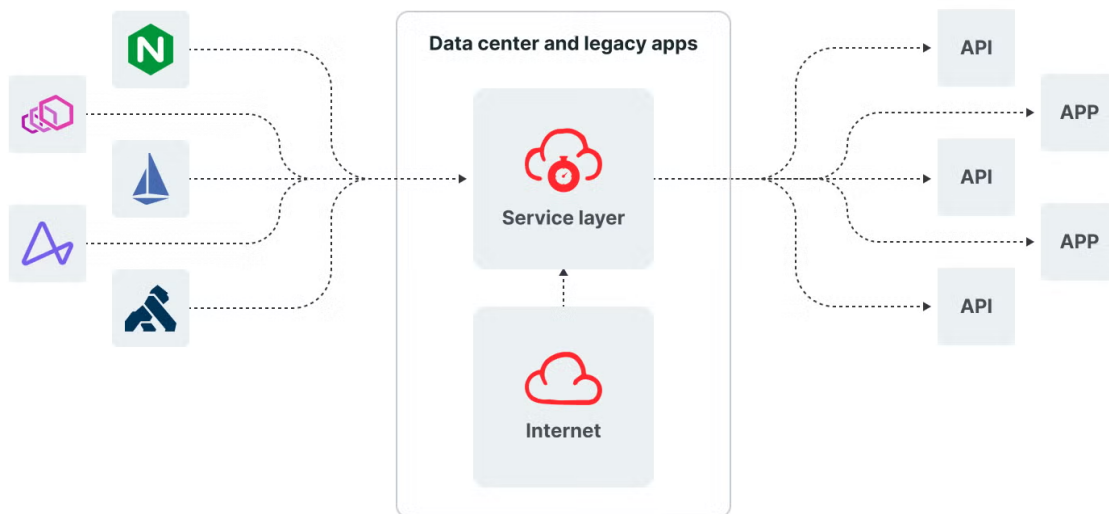 Data center and legacy apps
N
Service layer
Internet
API
APP
API
APP
API